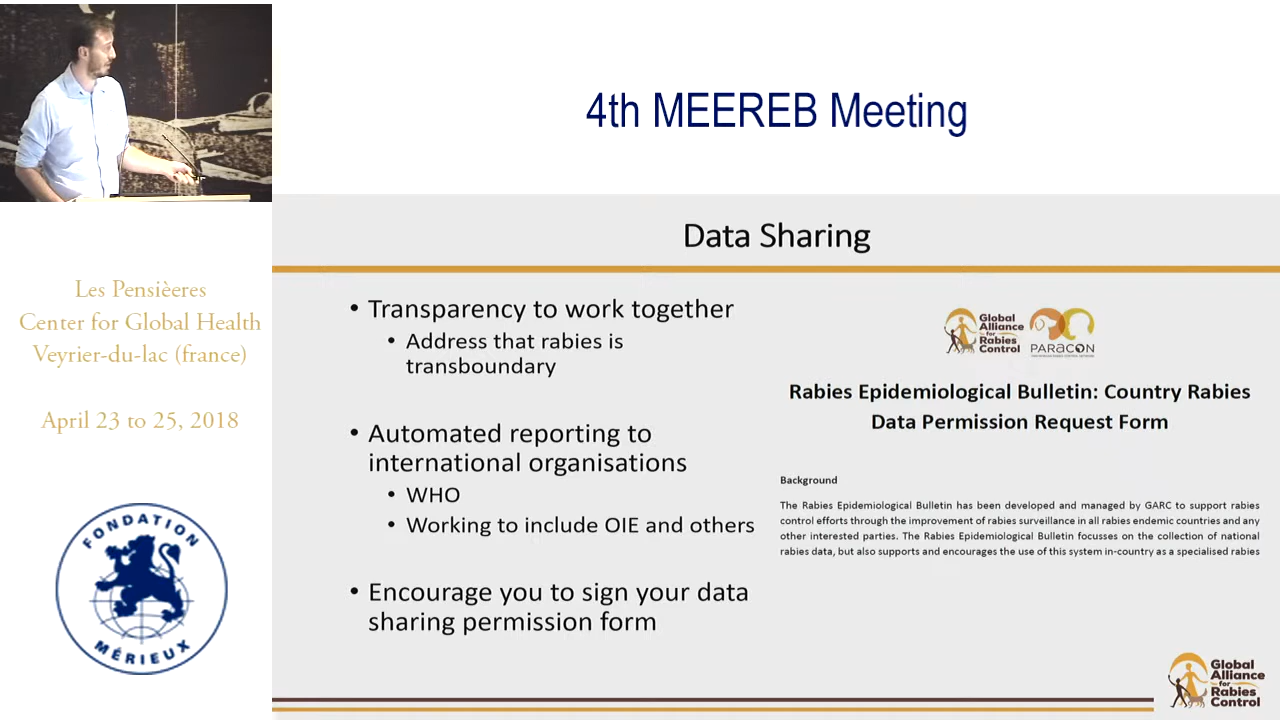 4th MEEREB Meeting
Les Pensièeres
Center for Global Health
Veyrier-du-lac (france)
April 23 to 25, 2018
FONDATION
MÉRIEUX
Data Sharing
• Transparency to work together
• Address that rabies is
transboundary
• Automated reporting to
international organisations
• WHO
• Working to include OIE and others
• Encourage you to sign your data
sharing permission form
Global
Alliance
for
Rabies
Control
PARACON
Rabies Epidemiological Bulletin: Country Rabies
Data Permission Request Form
Background
The Rabies Epidemiological Bulletin has been developed and managed by GARC to support rabies
control efforts through the improvement of rabies surveillance in all rabies endemic countries and any
other interested parties. The Rabies Epidemiological Bulletin focusses on the collection of national
rabies data, but also supports and encourages the use of this system in-country as a specialised rabies
Global
Alliance
for
Rabies
Control